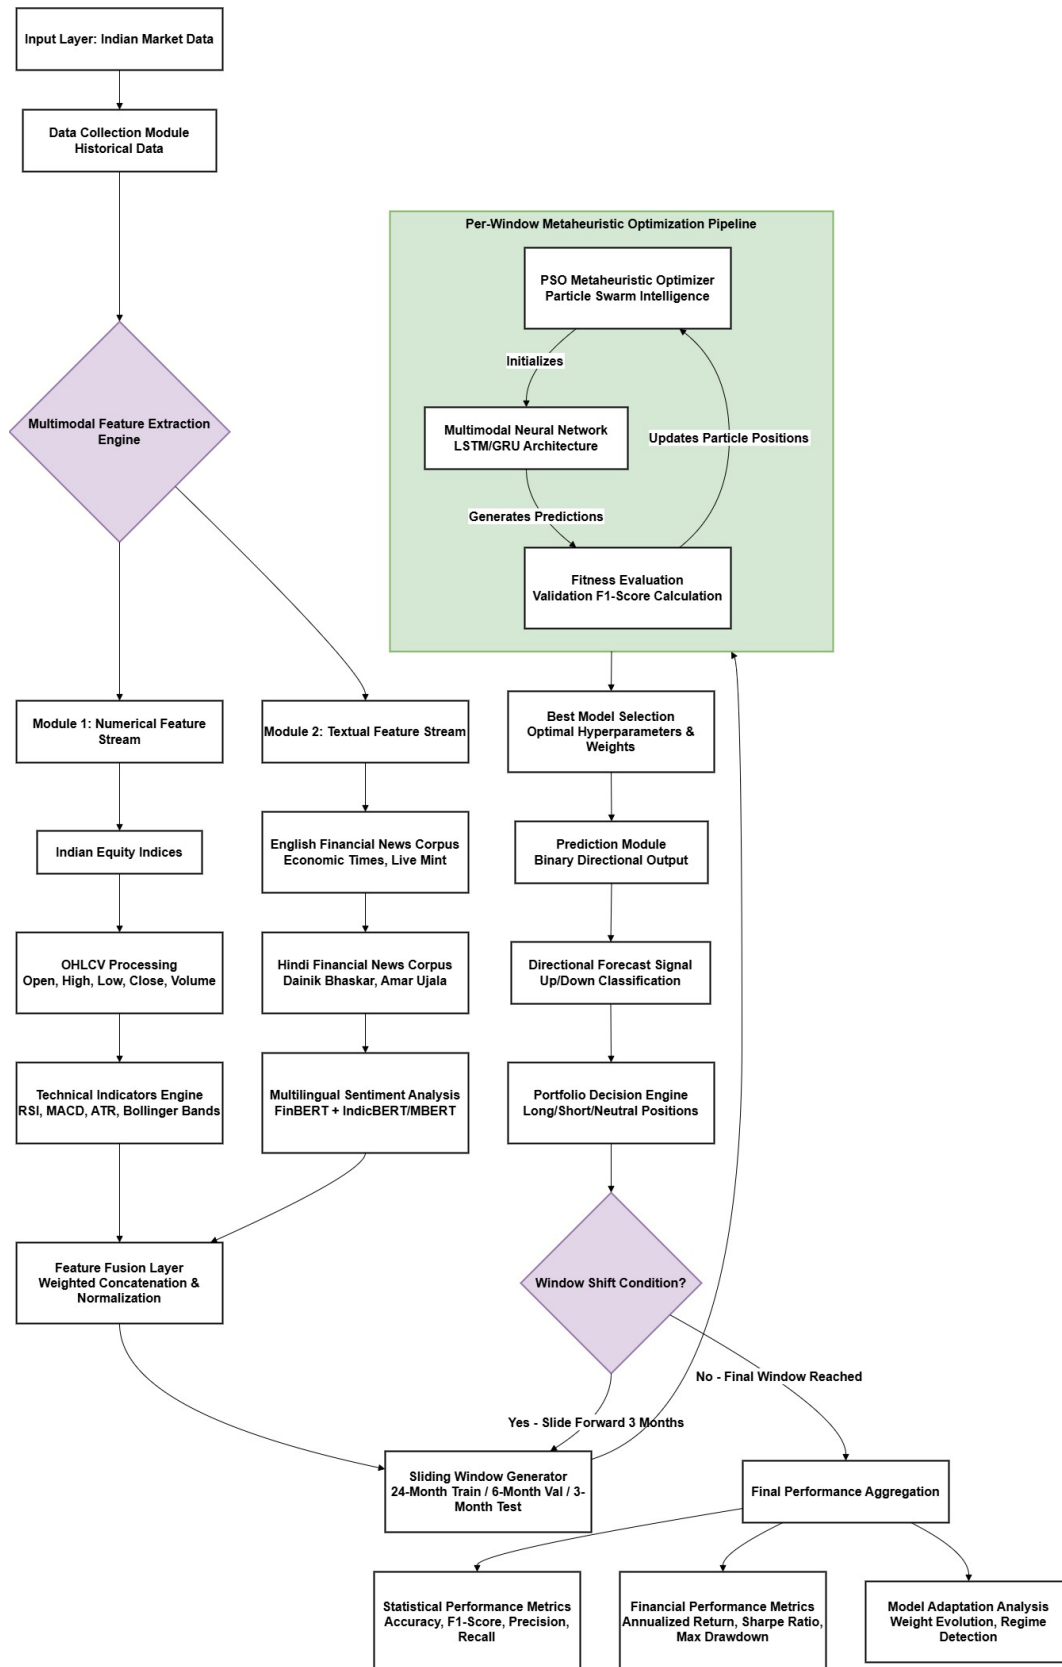 Input Layer: Indian Market Data
Data Collection Module
Historical Data
Multimodal Feature Extraction
Engine
Module 1: Numerical Feature
Stream
Indian Equity Indices
OHLCV Processing
Open, High, Low, Close, Volume
Technical Indicators Engine
RSI, MACD, ATR, Bollinger Bands
Module 2: Textual Feature Stream
English Financial News Corpus
Economic Times, Live Mint
Hindi Financial News Corpus
Dainik Bhaskar, Amar Ujala
Multilingual Sentiment Analysis
FinBERT + IndicBERT/MBERT
Feature Fusion Layer
Weighted Concatenation &
Normalization
Sliding Window Generator
24-Month Train / 6-Month Val / 3-
Month Test
Per-Window Metaheuristic Optimization Pipeline
PSO Metaheuristic Optimizer
Particle Swarm Intelligence
Initializes
Multimodal Neural Network
LSTM/GRU Architecture
Generates Predictions
Updates Particle Positions
Fitness Evaluation
Validation F1-Score Calculation
Best Model Selection
Optimal Hyperparameters &
Weights
Prediction Module
Binary Directional Output
Directional Forecast Signal
Up/Down Classification
Portfolio Decision Engine
Long/Short/Neutral Positions
Window Shift Condition?
Yes - Slide Forward 3 Months
No - Final Window Reached
Final Performance Aggregation
Statistical Performance Metrics
Accuracy, F1-Score, Precision,
Recall
Financial Performance Metrics
Annualized Return, Sharpe Ratio,
Max Drawdown
Model Adaptation Analysis
Weight Evolution, Regime
Detection